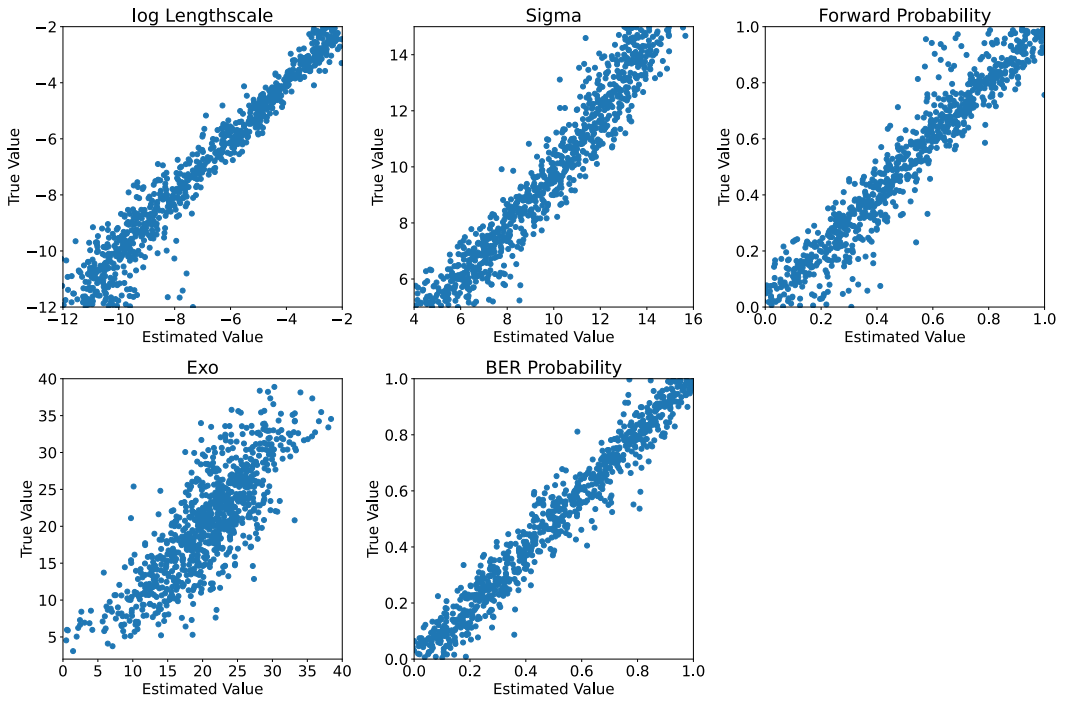 log Lengthscale
−2
−4
−6
−8
−10
−12
True Value
−12 −10 −8 −6 −4 −2
Estimated Value
Sigma
14
12
10
8
6
True Value
4 6 8 10 12 14 16
Estimated Value
Forward Probability
1.0
0.8
0.6
0.4
0.2
0.0
True Value
0.0 0.2 0.4 0.6 0.8 1.0
Estimated Value
Exo
40
35
30
25
20
15
10
5
True Value
0 5 10 15 20 25 30 35 40
Estimated Value
BER Probability
1.0
0.8
0.6
0.4
0.2
0.0
True Value
0.0 0.2 0.4 0.6 0.8 1.0
Estimated Value